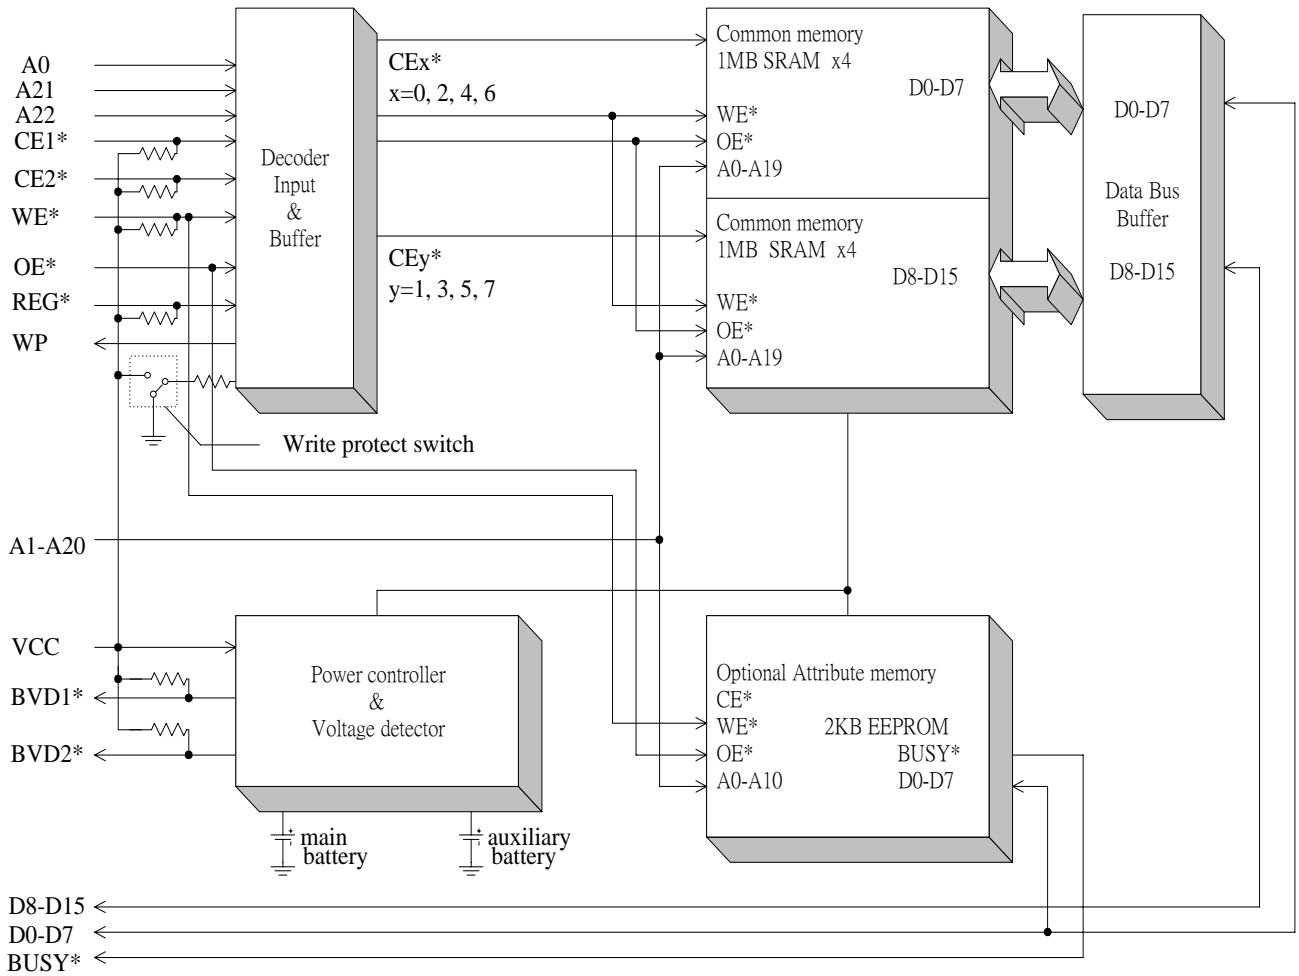 A0
A21
A22
CE1*
CE2*
WE*
OE*
REG*
WP
Decoder
Input
&
Buffer
CEx*
x=0, 2, 4, 6
CEy*
y=1, 3, 5, 7
Common memory
1MB SRAM x4
D0-D7
WE*
OE*
A0-A19
Common memory
1MB SRAM x4
D8-D15
WE*
OE*
A0-A19
D0-D7
Data Bus
Buffer
D8-D15
Write protect switch
A1-A20
VCC
BVD1*
BVD2*
Power controller
&
Voltage detector
+ main
battery
+ auxiliary
battery
Optional Attribute memory
CE*
WE* 2KB EEPROM
OE* BUSY*
A0-A10 D0-D7
D8-D15
D0-D7
BUSY*